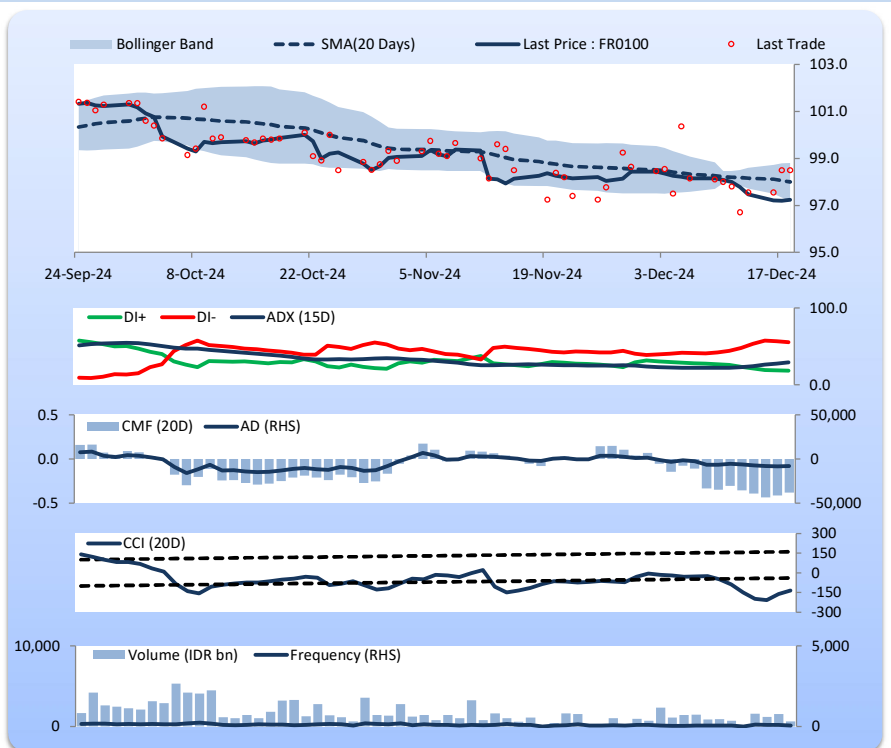 Bollinger Band SMA(20 Days) Last Price : FR0100 Last Trade
103.0
101.0
99.0
97.0
95.0
24-Sep-24 8-Oct-24 22-Oct-24 5-Nov-24 19-Nov-24 3-Dec-24 17-Dec-24
DI+ DI- ADX (15D)
100.0
0.0
CMF (20D) AD (RHS)
0.5 50,000
0.0 0
-0.5 -50,000
CCI (20D)
300
150
0
-150
-300
Volume (IDR bn) Frequency (RHS)
10,000 5,000
0 0